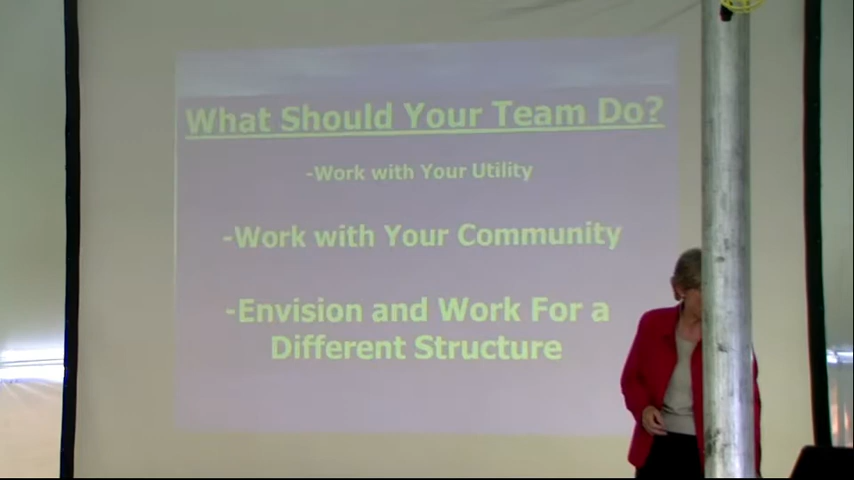 What Should Your Team Do?
-Work with Your Utility
-Work with Your Community
-Envision and Work For a
Different Structure